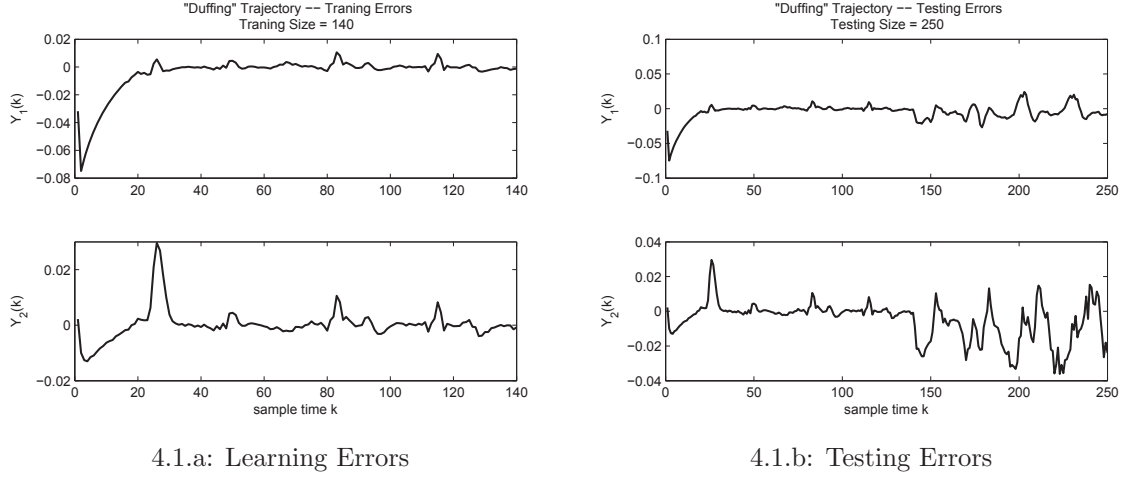 "Duffing" Trajectory −− Traning Errors
Traning Size = 140
0.02
0
−0.02
−0.04
−0.06
−0.08
Y1(k)
0 20 40 60 80 100 120 140
0.02
0
−0.02
Y2(k)
0 20 40 60 80 100 120 140
sample time k
4.1.a: Learning Errors
"Duffing" Trajectory −− Testing Errors
Testing Size = 250
0.1
0.05
0
−0.05
−0.1
Y1(k)
0 50 100 150 200 250
0.04
0.02
0
−0.02
−0.04
Y2(k)
0 50 100 150 200 250
sample time k
4.1.b: Testing Errors